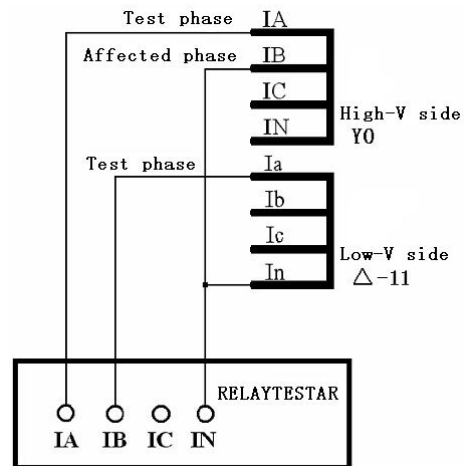 Test phase IA
Affected phase IB
IC
IN
High-V side
Y0
Test phase Ia
Ib
Ic
In
Low-V side
△-11
RELAYTESTAR
IA IB IC IN